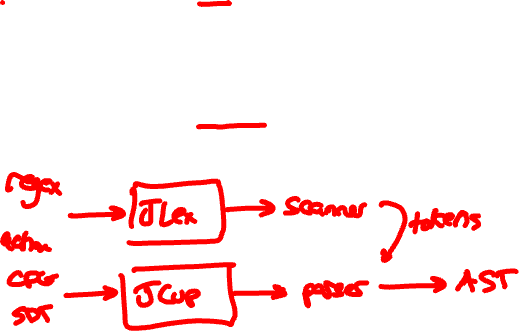 regex
JLex → scanner
tokens
action
CFG
JCup → parser → AST
SDT